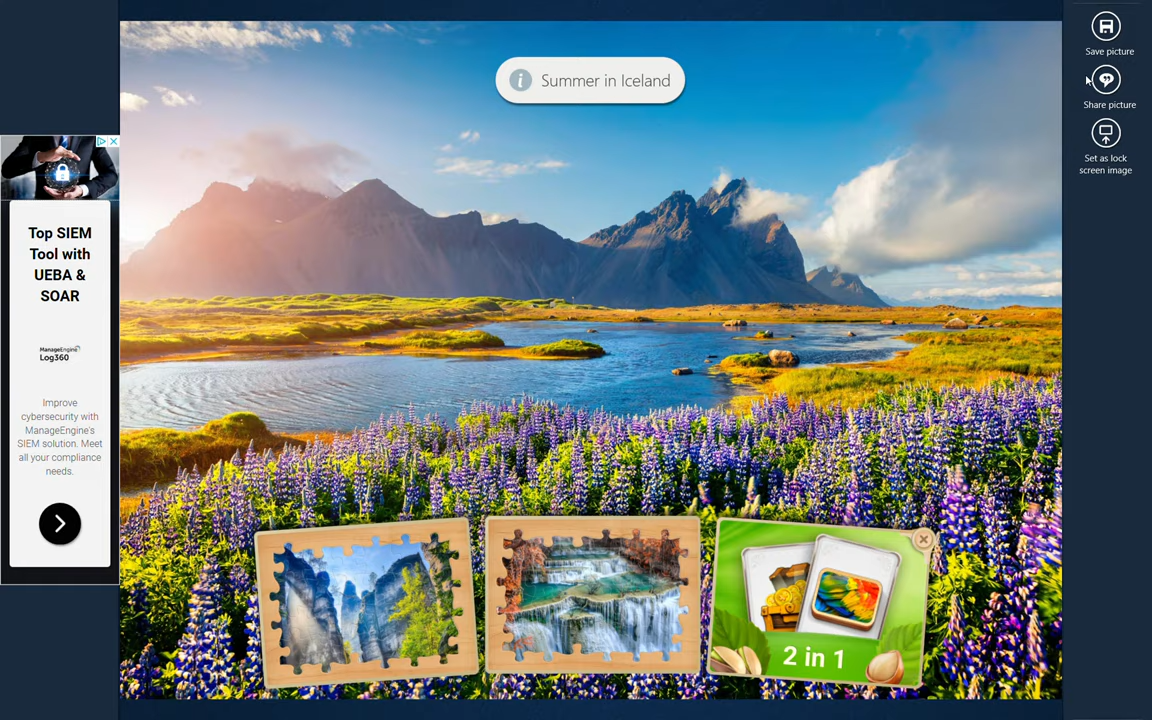 Summer in Iceland
Save picture
Share picture
Set as lock
screen image
Top SIEM
Tool with
UEBA &
SOAR
ManageEngine
Log360
Improve
cybersecurity with
ManageEngine's
SIEM solution. Meet
all your compliance
needs.
2 in 1